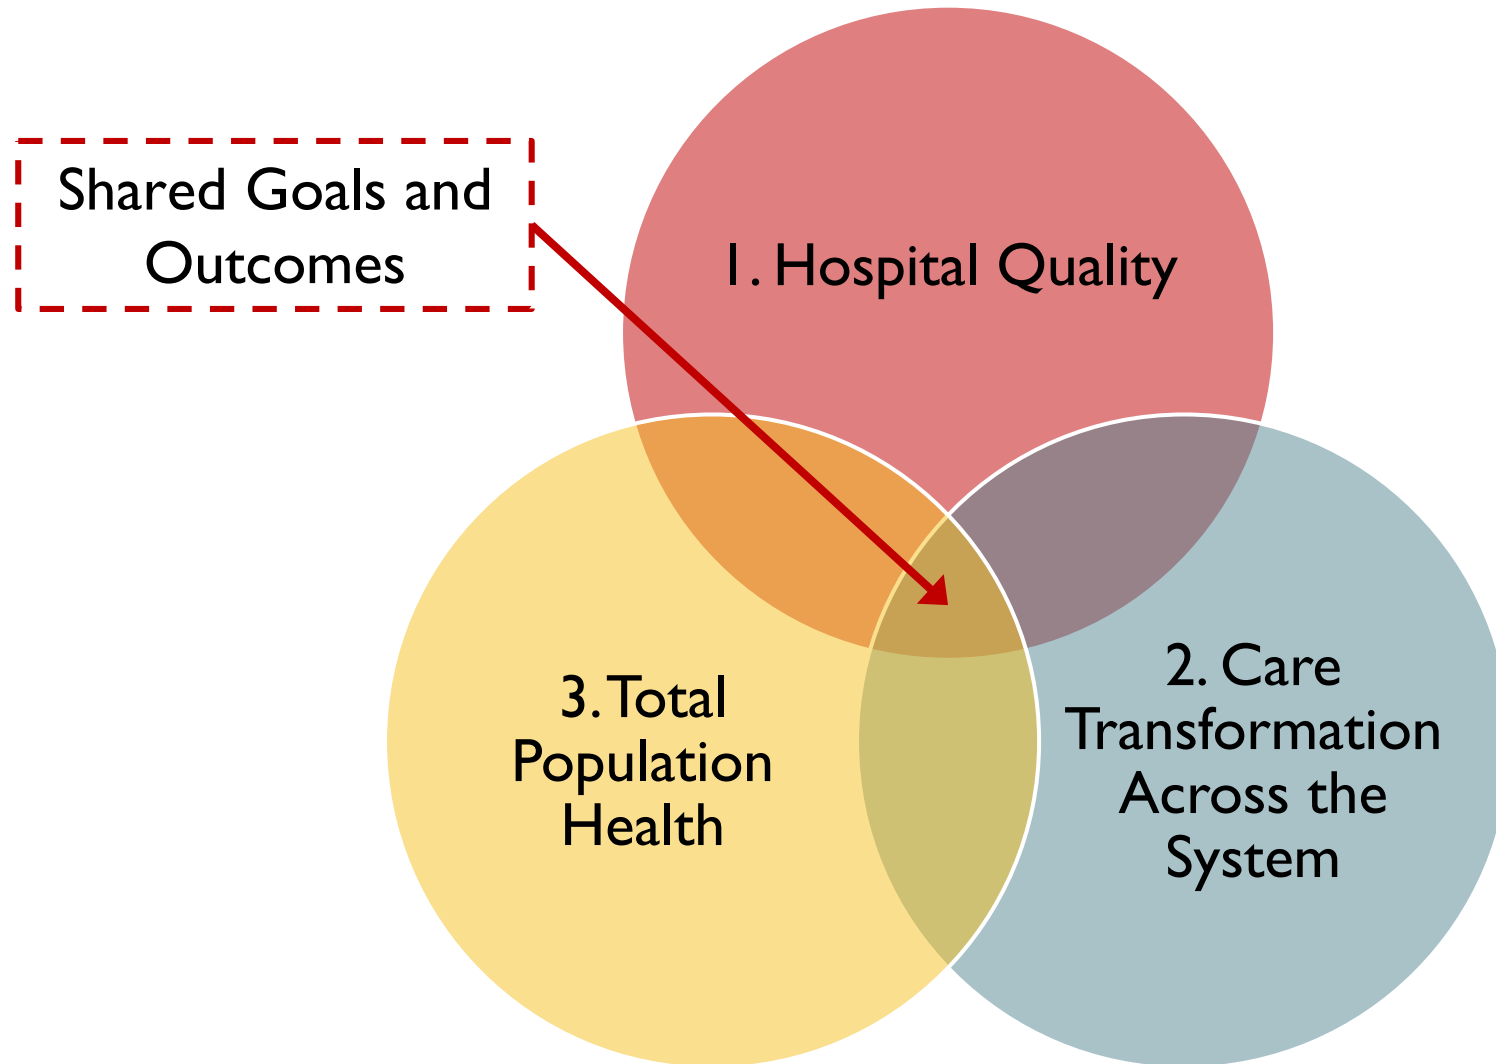 Shared Goals and
Outcomes
1. Hospital Quality
2. Care
Transformation
Across the
System
3. Total
Population
Health